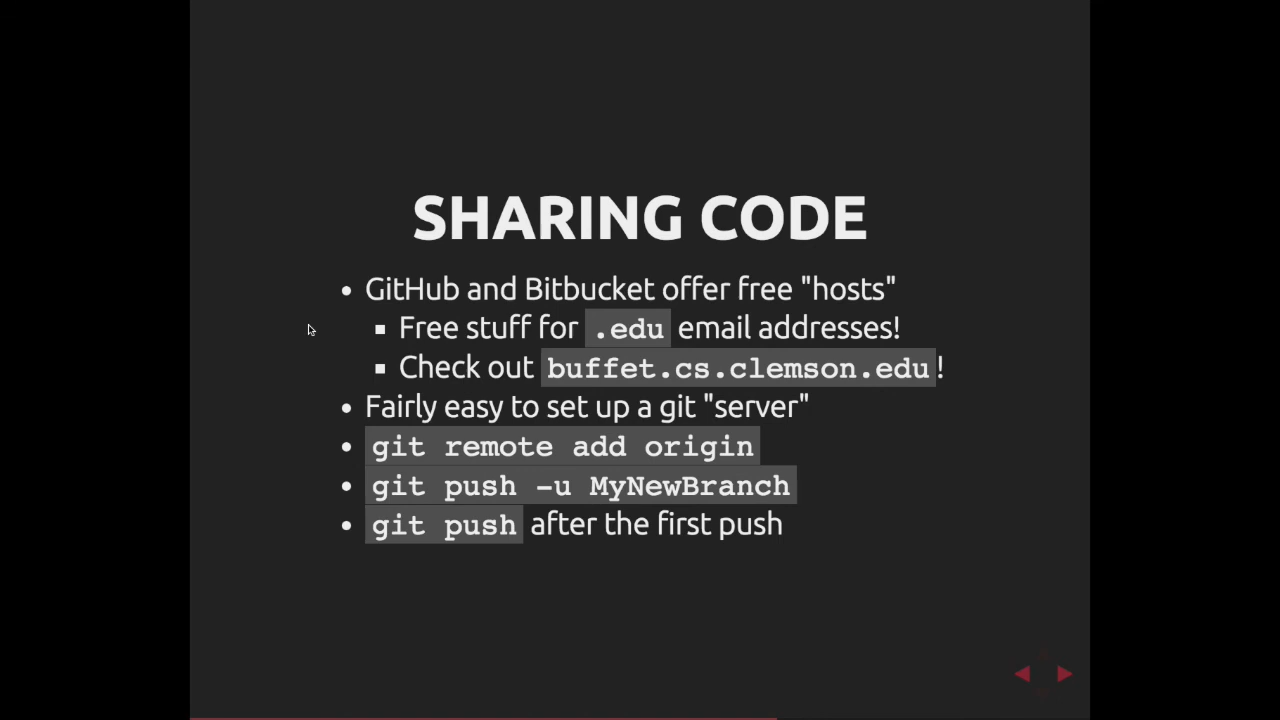 SHARING CODE
GitHub and Bitbucket offer free "hosts"
Free stuff for .edu email addresses!
Check out buffet.cs.clemson.edu!
Fairly easy to set up a git "server"
git remote add origin
git push -u MyNewBranch
git push after the first push